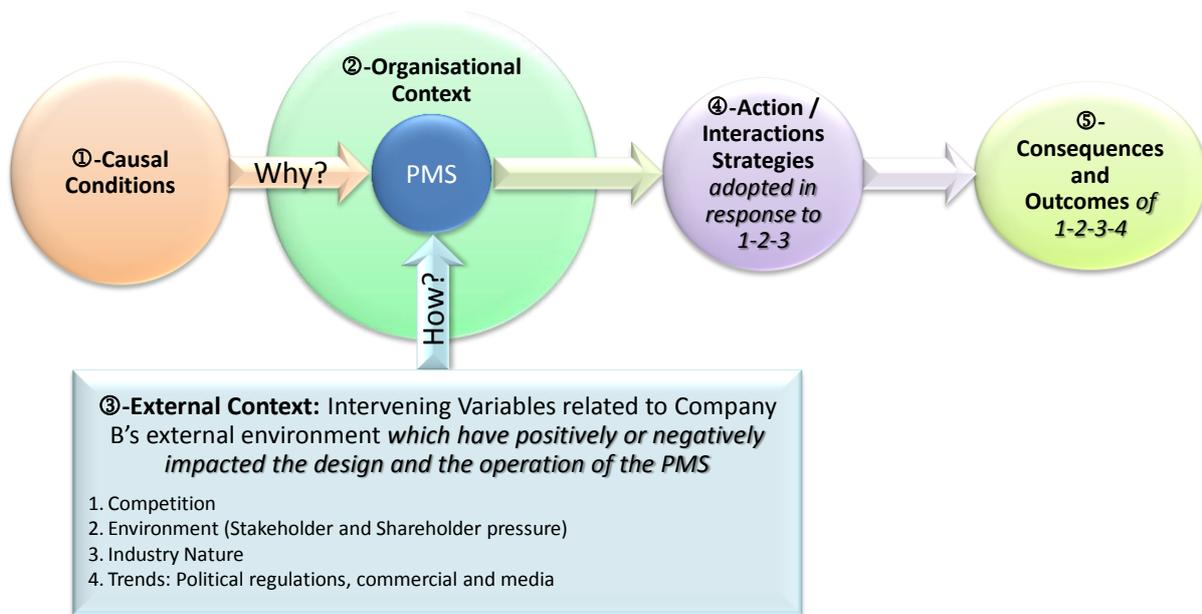 ①-Causal
Conditions
Why?
②-Organisational
Context
PMS
How?
④-Action /
Interactions
Strategies
adopted in
response to
1-2-3
⑤-
Consequences
and
Outcomes of
1-2-3-4
③-External Context: Intervening Variables related to Company
B’s external environment which have positively or negatively
impacted the design and the operation of the PMS
1. Competition
2. Environment (Stakeholder and Shareholder pressure)
3. Industry Nature
4. Trends: Political regulations, commercial and media